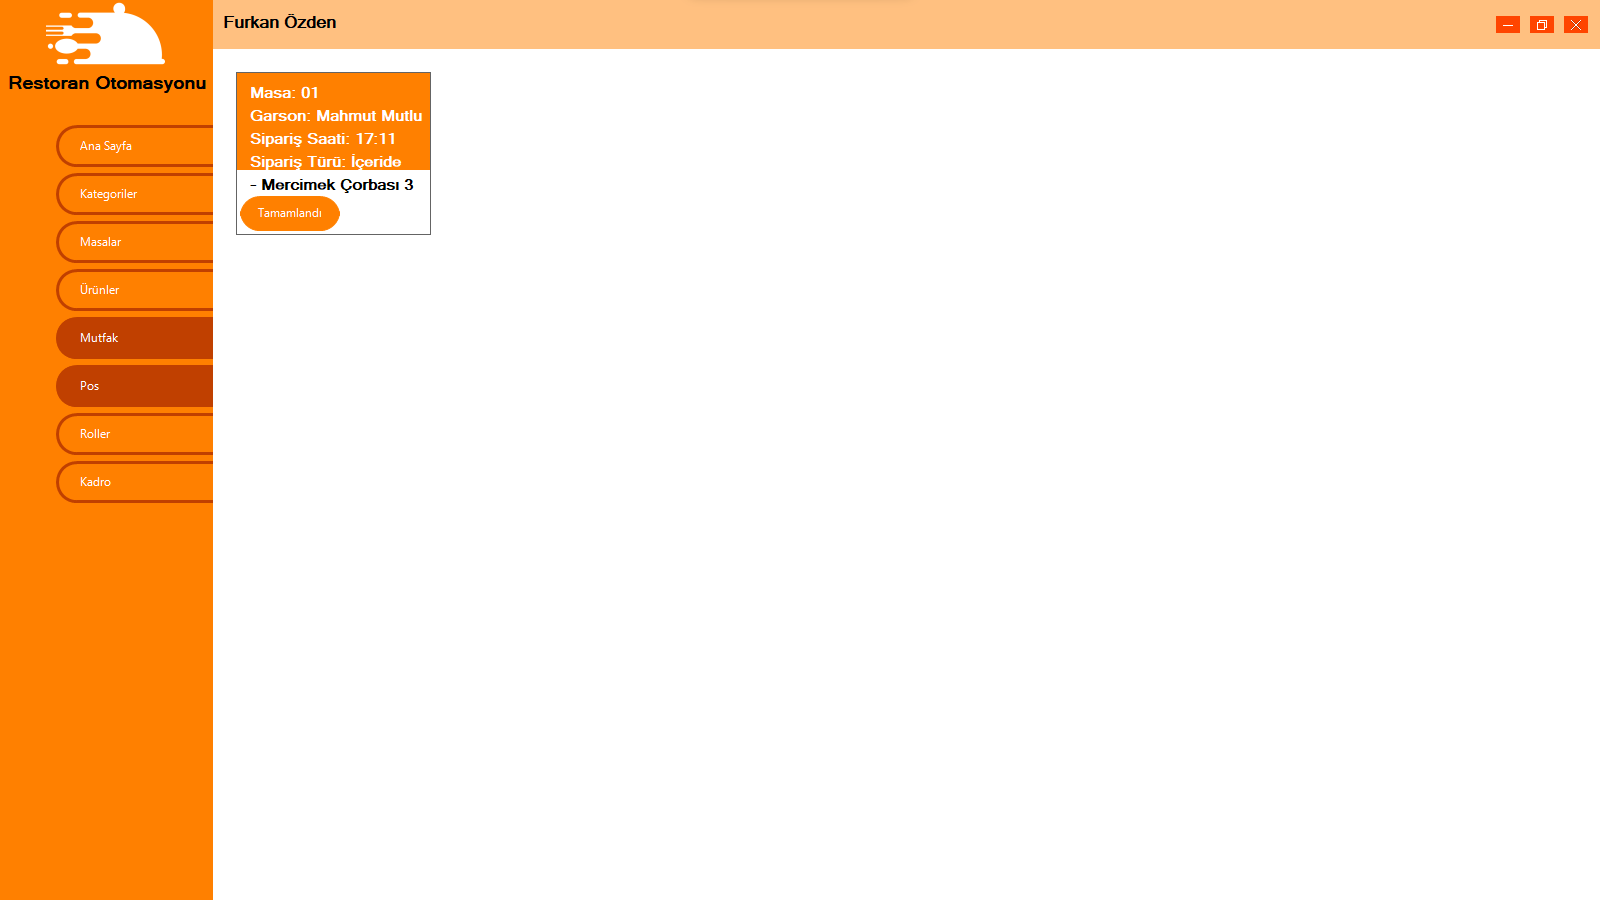 Restoran Otomasyonu
Ana Sayfa
Kategoriler
Masalar
Ürünler
Mutfak
Pos
Roller
Kadro
Furkan Özden
Masa: 01
Garson: Mahmut Mutlu
Sipariş Saati: 17:11
Sipariş Türü: İçeride
- Mercimek Çorbası 3
Tamamlandı